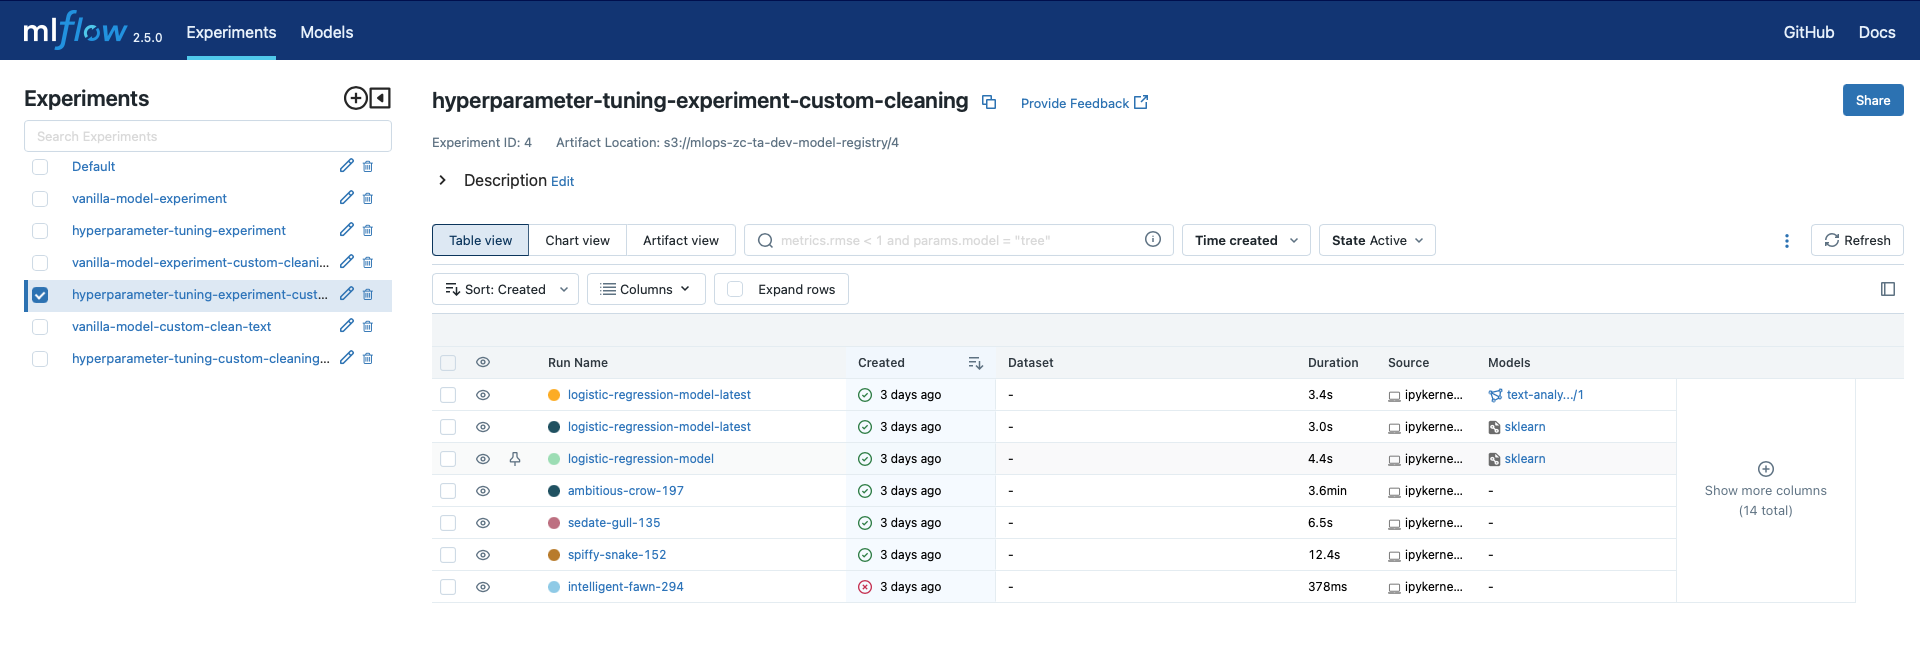 mlflow 2.5.0 Experiments Models GitHub Docs
Experiments
Search Experiments
Default
vanilla-model-experiment
hyperparameter-tuning-experiment
vanilla-model-experiment-custom-cleani...
hyperparameter-tuning-experiment-cust...
vanilla-model-custom-clean-text
hyperparameter-tuning-custom-cleaning...
hyperparameter-tuning-experiment-custom-cleaning Provide Feedback Share
Experiment ID: 4 Artifact Location: s3://mlops-zc-ta-dev-model-registry/4
Description Edit
Table view Chart view Artifact view metrics.rmse < 1 and params.model = "tree" Time created State Active Refresh
Sort: Created Columns Expand rows
Run Name Created Dataset Duration Source Models
logistic-regression-model-latest 3 days ago - 3.4s ipykerne... text-analy.../1
logistic-regression-model-latest 3 days ago - 3.0s ipykerne... sklearn
logistic-regression-model 3 days ago - 4.4s ipykerne... sklearn
ambitious-crow-197 3 days ago - 3.6min ipykerne... -
sedate-gull-135 3 days ago - 6.5s ipykerne... -
spiffy-snake-152 3 days ago - 12.4s ipykerne... -
intelligent-fawn-294 3 days ago - 378ms ipykerne... -
Show more columns
(14 total)